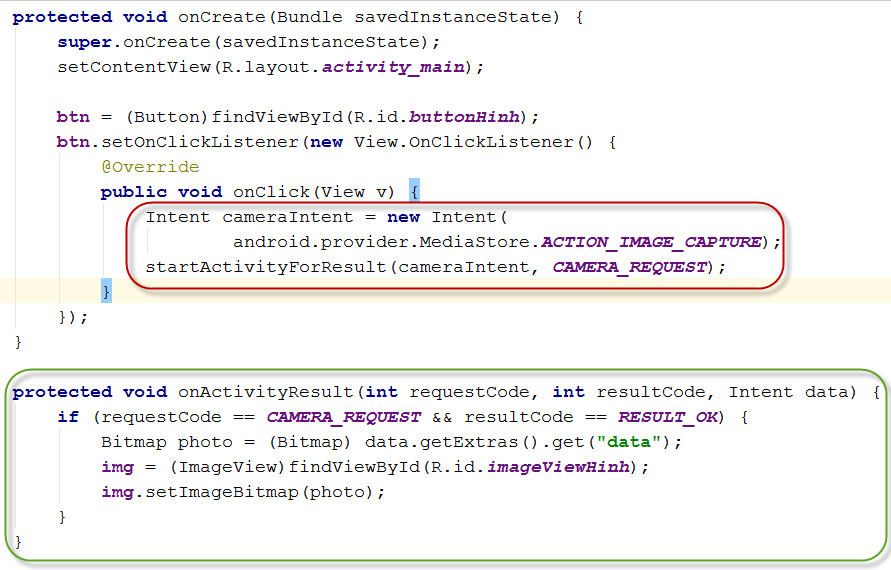 protected void onCreate(Bundle savedInstanceState) {
    super.onCreate(savedInstanceState);
    setContentView(R.layout.activity_main);

    btn = (Button)findViewById(R.id.buttonHinh);
    btn.setOnClickListener(new View.OnClickListener() {
        @Override
        public void onClick(View v) {
            Intent cameraIntent = new Intent(
                    android.provider.MediaStore.ACTION_IMAGE_CAPTURE);
            startActivityForResult(cameraIntent, CAMERA_REQUEST);
        }
    });
}

protected void onActivityResult(int requestCode, int resultCode, Intent data) {
    if (requestCode == CAMERA_REQUEST && resultCode == RESULT_OK) {
        Bitmap photo = (Bitmap) data.getExtras().get("data");
        img = (ImageView)findViewById(R.id.imageViewHinh);
        img.setImageBitmap(photo);
    }
}